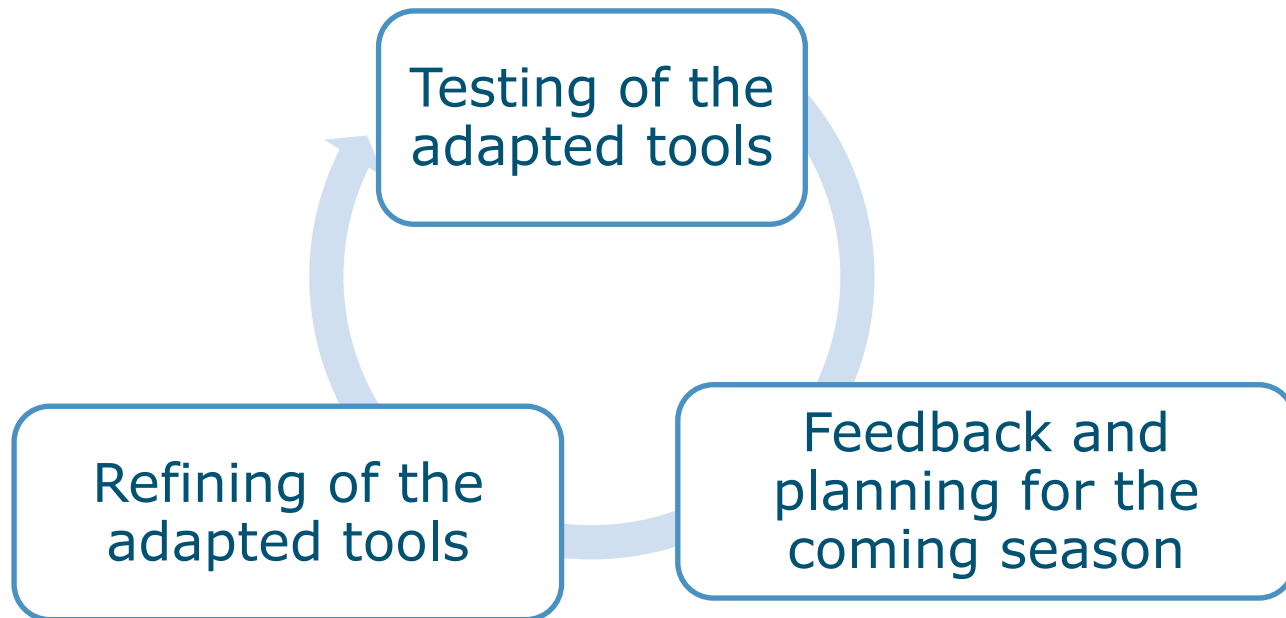 Testing of the
adapted tools
Feedback and
planning for the
coming season
Refining of the
adapted tools